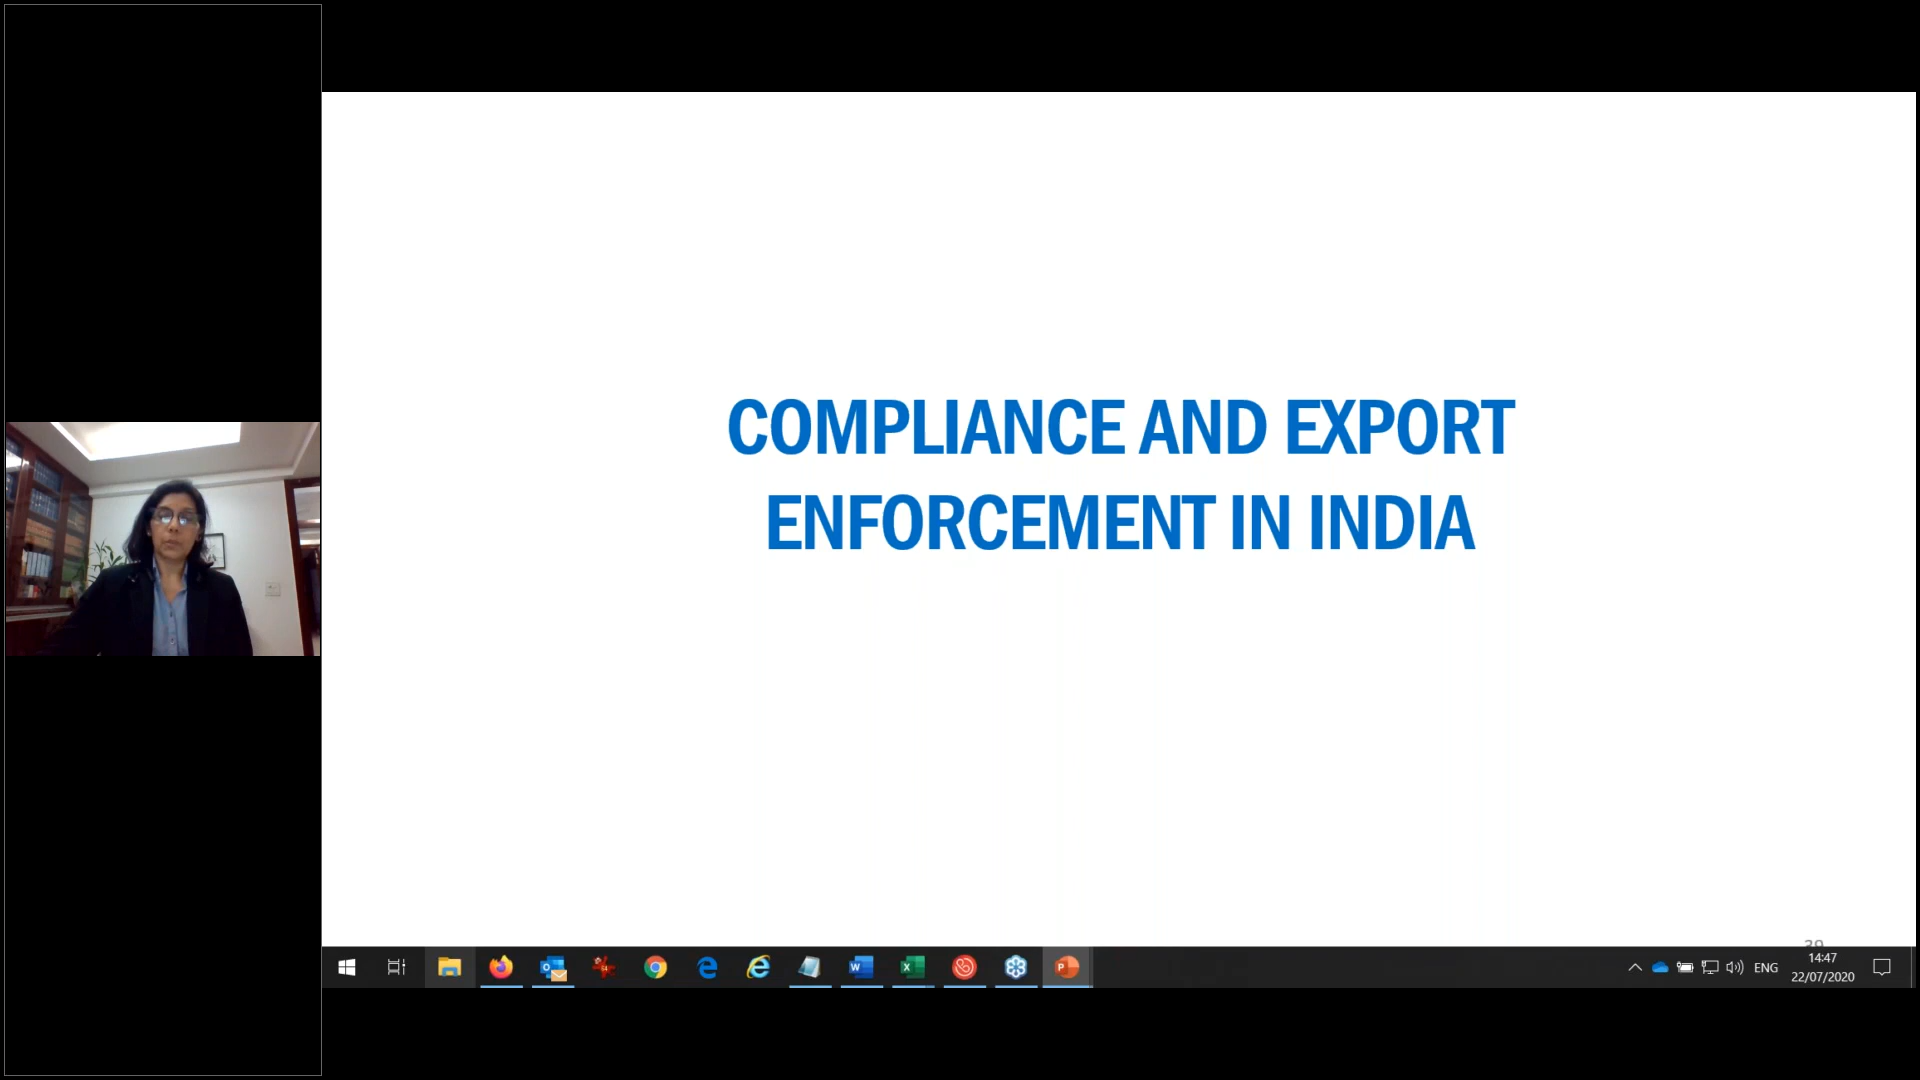 COMPLIANCE AND EXPORT
ENFORCEMENT IN INDIA
ENG
14:47
22/07/2020